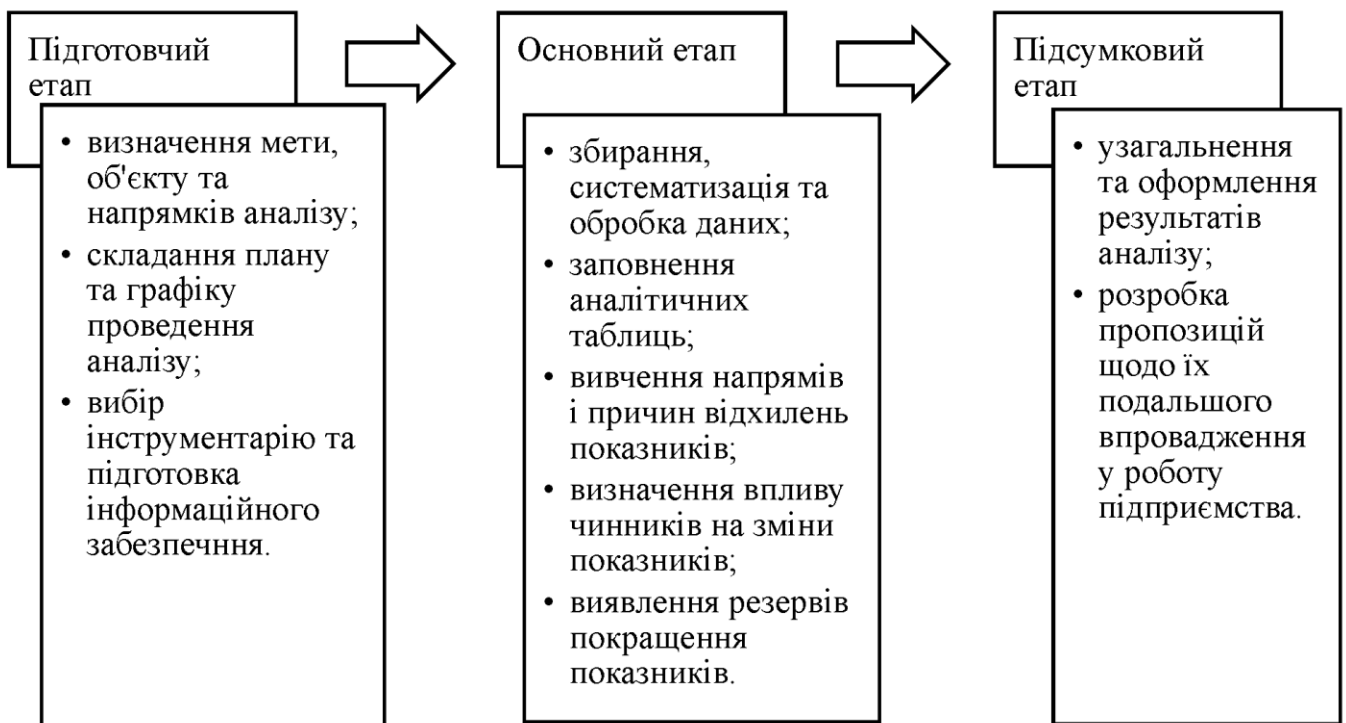 Підготовчий
етап
• визначення мети,
об'єкту та
напрямків аналізу;
• складання плану
та графіку
проведення
аналізу;
• вибір
інструментарію та
підготовка
інформаційного
забезпечння.
Основний етап
• збирання,
систематизація та
обробка даних;
• заповнення
аналітичних
таблиць;
• вивчення напрямів
і причин відхилень
показників;
• визначення впливу
чинників на зміни
показників;
• виявлення резервів
покращення
показників.
Підсумковий
етап
• узагальнення
та оформлення
результатів
аналізу;
• розробка
пропозицій
щодо їх
подальшого
впровадження
у роботу
підприємства.